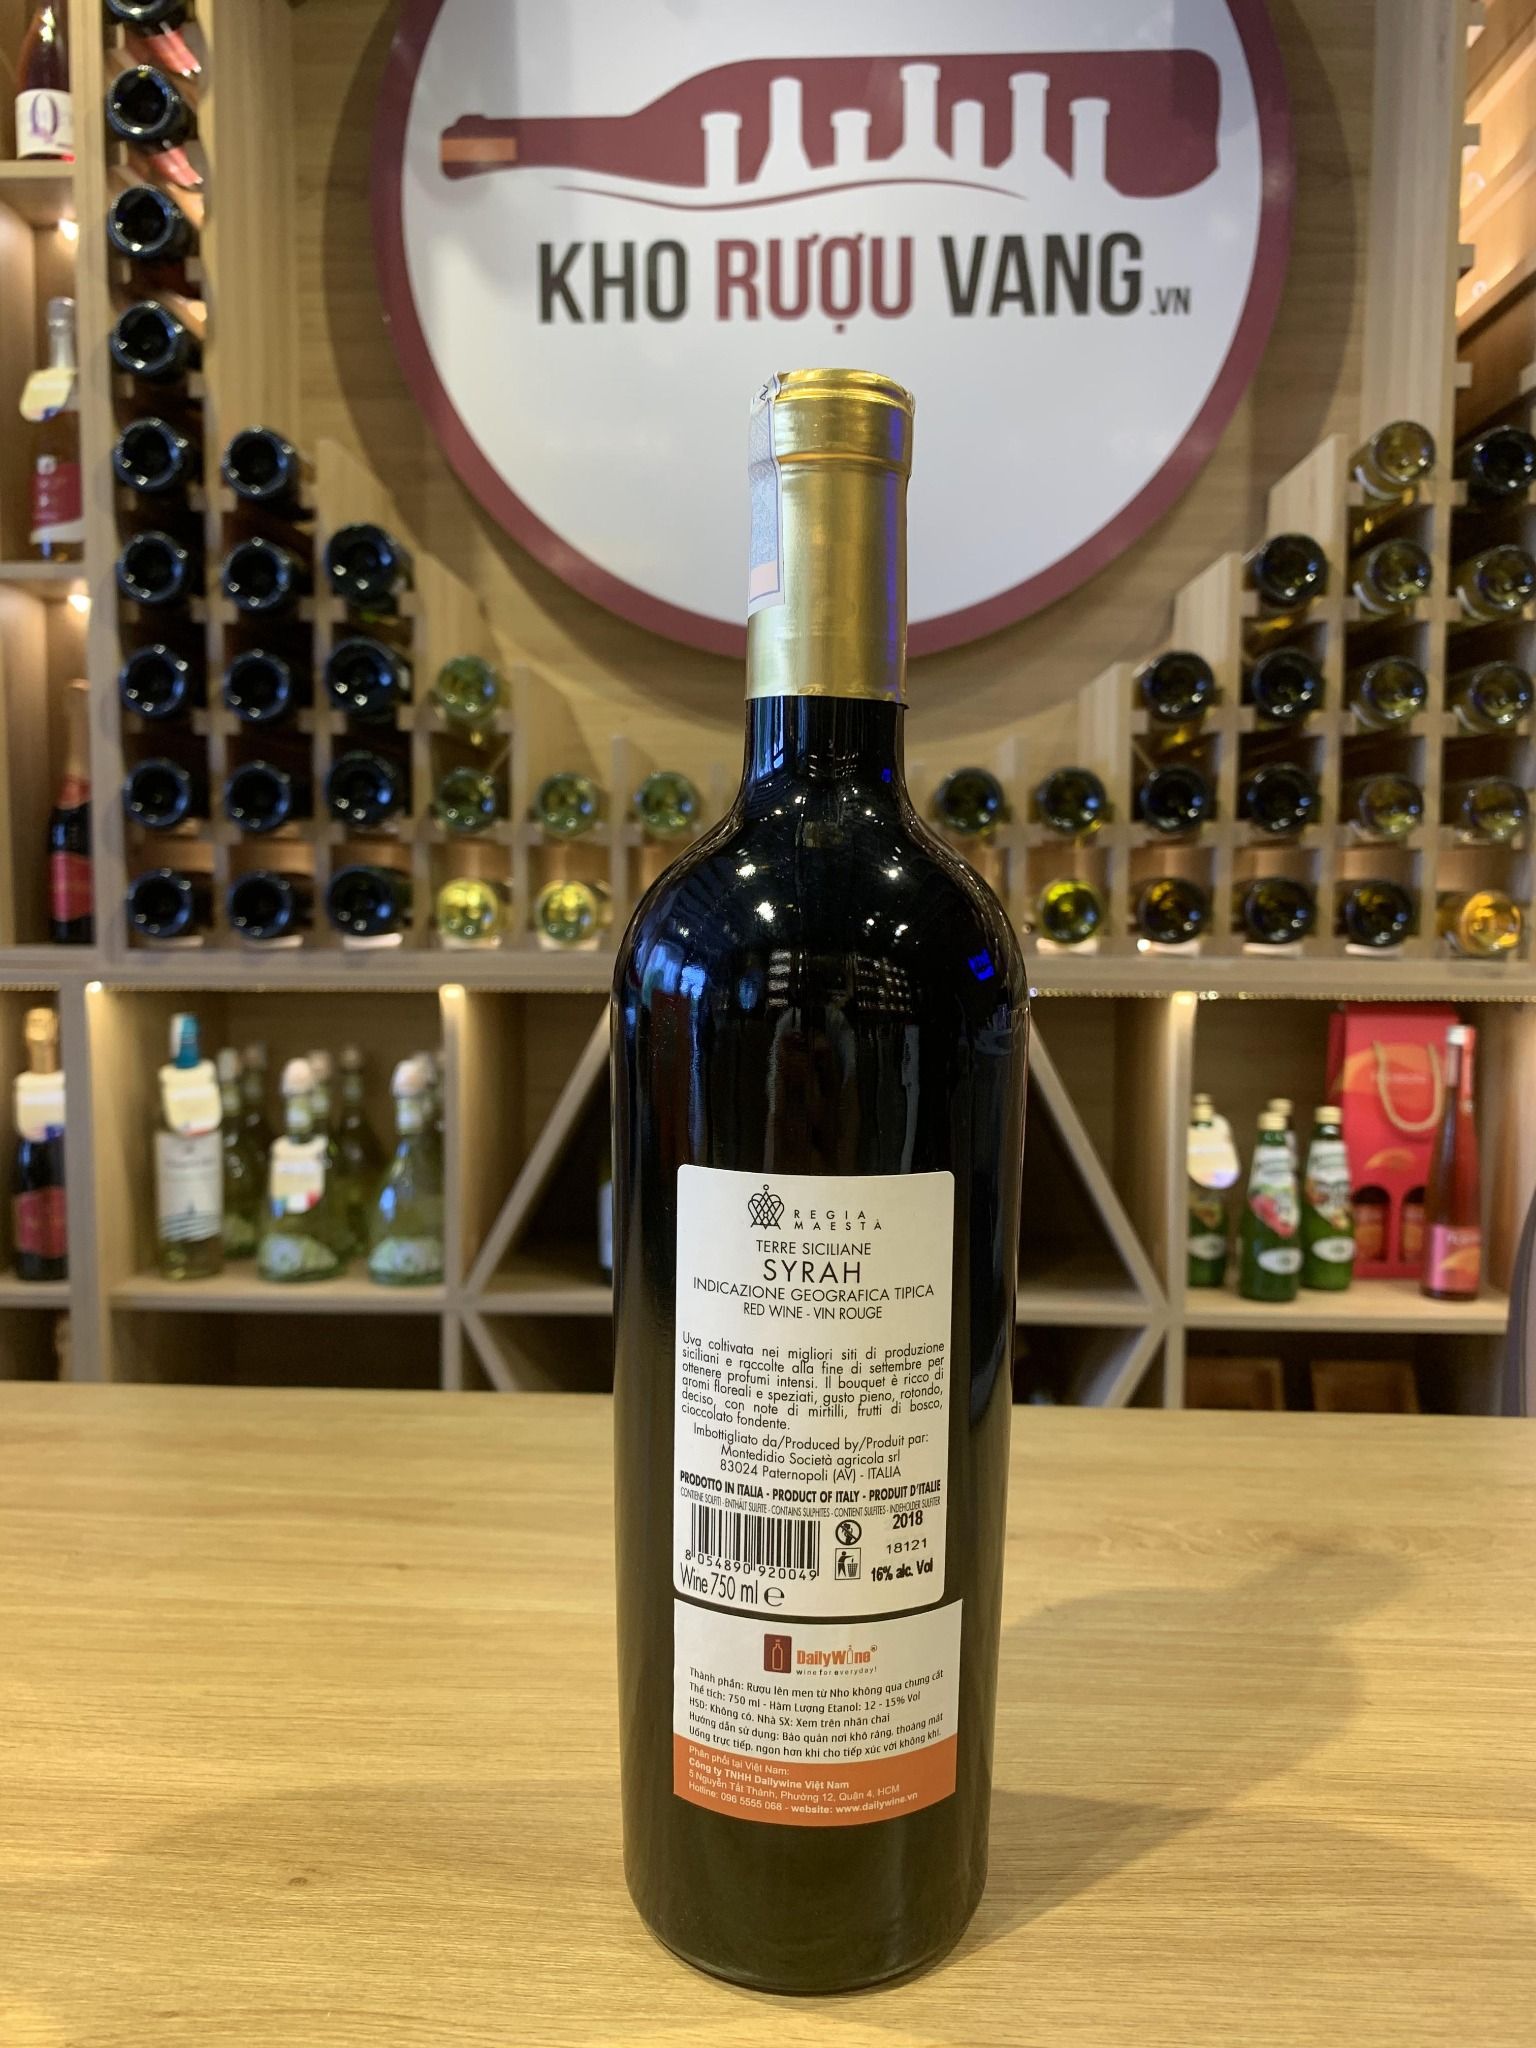 KHO RƯỢU VANG.VN
REGIA
MAESTÀ
TERRE SICILIANE
SYRAH
INDICAZIONE GEOGRAFICA TIPICA
RED WINE - VIN ROUGE
Uva coltivata nei migliori siti di produzione
siciliani e raccolte alla fine di settembre per
ottenere profumi intensi. Il bouquet è ricco di
aromi floreali e speziati, gusto pieno, rotondo,
deciso, con note di mirtilli, frutti di bosco,
cioccolato fondente.
Imbottigliato da/Produced by/Produit par:
Montedidio Società agricola srl
83024 Paternopoli (AV) - ITALIA
PRODOTTO IN ITALIA - PRODUCT OF ITALY - PRODUIT D'ITALIE
CONTIENE SOLFITI - ENTHÄLT SULFITE - CONTAINS SULPHITES - CONTIENT SULFITES - INDEHOLDER SULFITER
2018
18121
8 054890 920049
16% alc. Vol
Wine 750 ml e
DailyWine®
wine for everyday!
Thành phần: Rượu lên men từ Nho không qua chưng cất
Thể tích: 750 ml - Hàm Lượng Etanol: 12 - 15% Vol
HSD: Không có. Nhà SX: Xem trên nhãn chai
Hướng dẫn sử dụng: Bảo quản nơi khô ráng, thoáng mát
Uống trực tiếp, ngon hơn khi cho tiếp xúc với không khí.
Phân phối tại Việt Nam:
Công ty TNHH Dailywine Việt Nam
5 Nguyễn Tất Thành, Phường 12, Quận 4, HCM
Hotline: 096 5555 068 - website: www.dailywine.vn